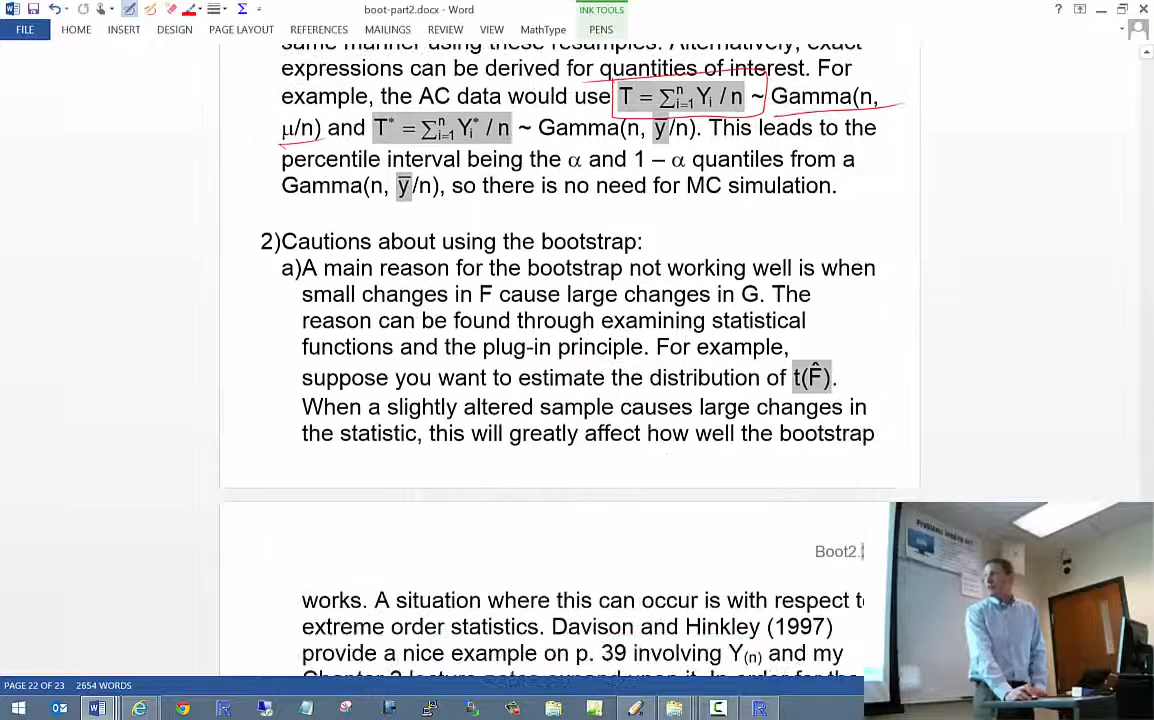 boot-part2.docx - Word
INK TOOLS
FILE HOME INSERT DESIGN PAGE LAYOUT REFERENCES MAILINGS REVIEW VIEW MathType PENS
same manner using these resamples. Alternatively, exact
expressions can be derived for quantities of interest. For
example, the AC data would use T = ∑ⁿᵢ₌₁ Yᵢ / n ~ Gamma(n,
μ/n) and T* = ∑ⁿᵢ₌₁ Yᵢ* / n ~ Gamma(n, y̅/n). This leads to the
percentile interval being the α and 1 – α quantiles from a
Gamma(n, y̅/n), so there is no need for MC simulation.
2)Cautions about using the bootstrap:
a)A main reason for the bootstrap not working well is when
small changes in F cause large changes in G. The
reason can be found through examining statistical
functions and the plug-in principle. For example,
suppose you want to estimate the distribution of t(F̂).
When a slightly altered sample causes large changes in
the statistic, this will greatly affect how well the bootstrap
Boot2.
works. A situation where this can occur is with respect
extreme order statistics. Davison and Hinkley (1997)
provide a nice example on p. 39 involving Y(n) and my
PAGE 22 OF 23 2654 WORDS